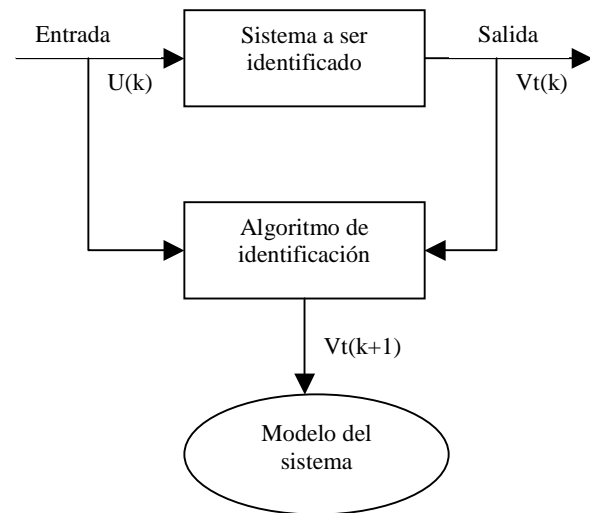 Entrada
Sistema a ser
identificado
Salida
U(k)
Vt(k)
Algoritmo de
identificación
Vt(k+1)
Modelo del
sistema